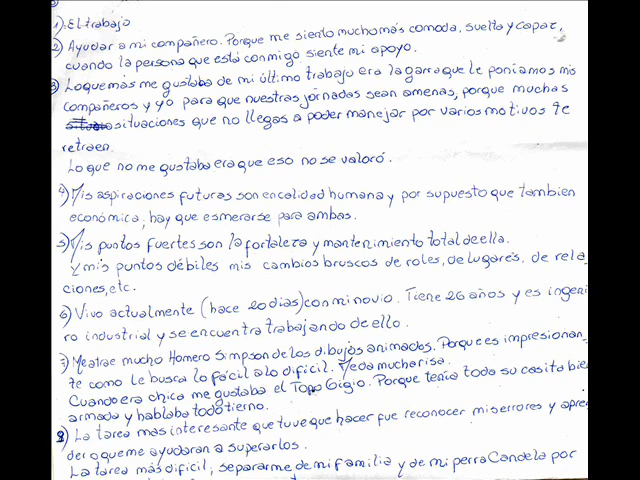 1) El trabajo
2) Ayudar a mi compañero. Porque me siento mucho más comoda, suelta y capaz,
cuando la persona que está conmigo siente mi apoyo.
3) Lo que más me gustaba de mi último trabajo era la garra que le poníamos mis
compañeros y yo para que nuestras jornadas sean amenas, porque muchas
situaciones que no llegas a poder manejar por varios motivos te
retraen.
Lo que no me gustaba era que eso no se valoró.
4) Mis aspiraciones futuras son en calidad humana y por supuesto que tambien
económica, hay que esmerarse para ambas.
5) Mis puntos fuertes son la fortaleza y mantenimiento total de ella.
Y mis puntos débiles mis cambios bruscos de roles, de lugares, de rela
ciones, etc.
6) Vivo actualmente (hace 20 dias) con mi novio. Tiene 26 años y es ingeni
ro industrial y se encuentra trabajando de ello.
7) Me atrae mucho Homero Simpson de los dibujos animados. Porque es impresionan
te como le busca lo fácil a lo dificil. Me da mucha risa.
Cuando era chica me gustaba el Topo Gigio. Porque tenía toda su casita bie
armada y hablaba todo tierno.
8) La tarea mas interesante que tuve que hacer fue reconocer mis errores y apre
der o que me ayudaran a superarlos.
La tarea más dificil, separarme de mi familia y de mi perra Candela por